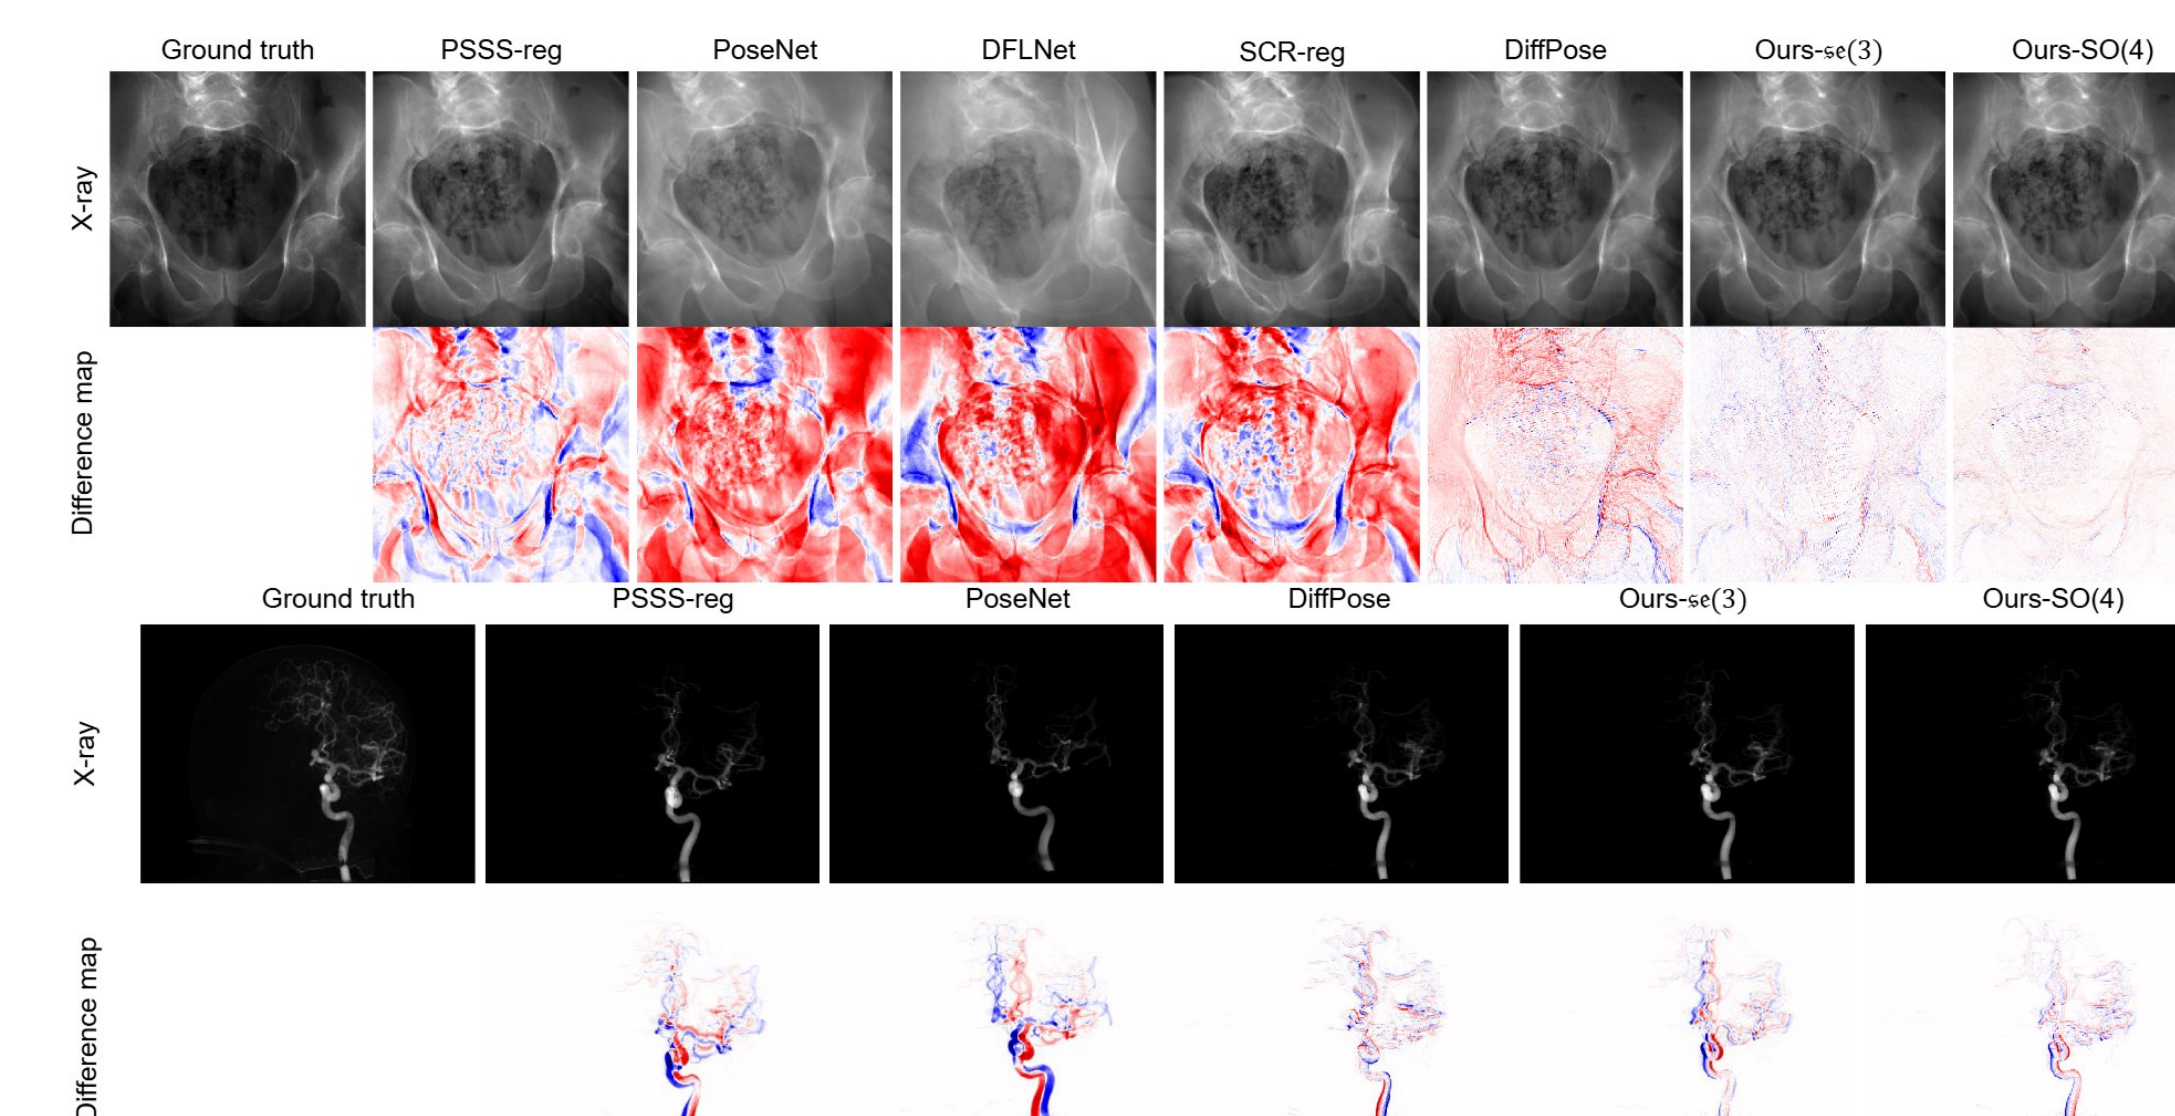 Ground truth PSSS-reg PoseNet DFLNet SCR-reg DiffPose Ours-𝔰𝔢(3) Ours-SO(4)
X-ray
Difference map
Ground truth PSSS-reg PoseNet DiffPose Ours-𝔰𝔢(3) Ours-SO(4)
X-ray
Difference map